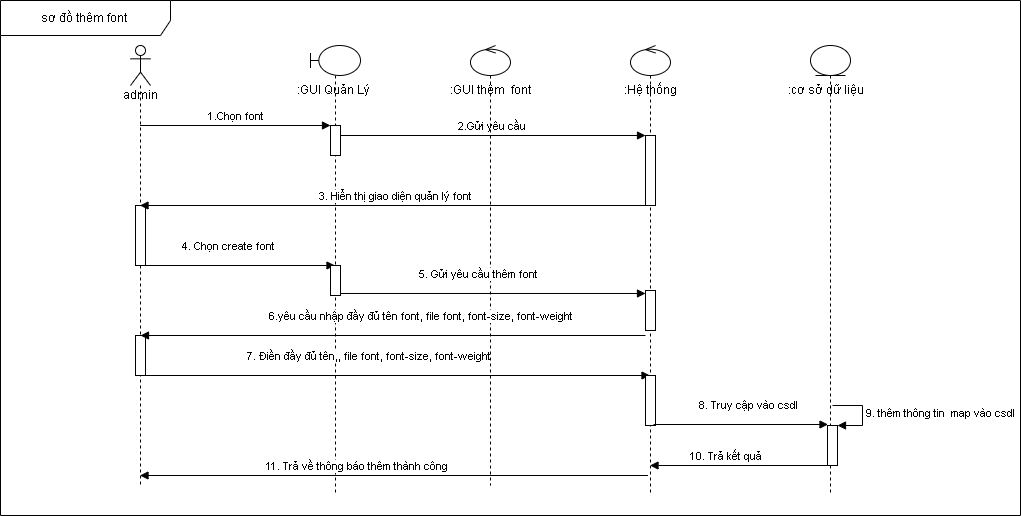 sơ đồ thêm font
admin
:GUI Quản Lý
:GUI thêm font
:Hệ thống
:cơ sở dữ liệu
1.Chọn font
2.Gửi yêu cầu
3. Hiển thị giao diện quản lý font
4. Chọn create font
5. Gửi yêu cầu thêm font
6.yêu cầu nhập đầy đủ tên font, file font, font-size, font-weight
7. Điền đầy đủ tên,, file font, font-size, font-weight
8. Truy cập vào csdl
9. thêm thông tin map vào csdl
10. Trả kết quả
11. Trả về thông báo thêm thành công